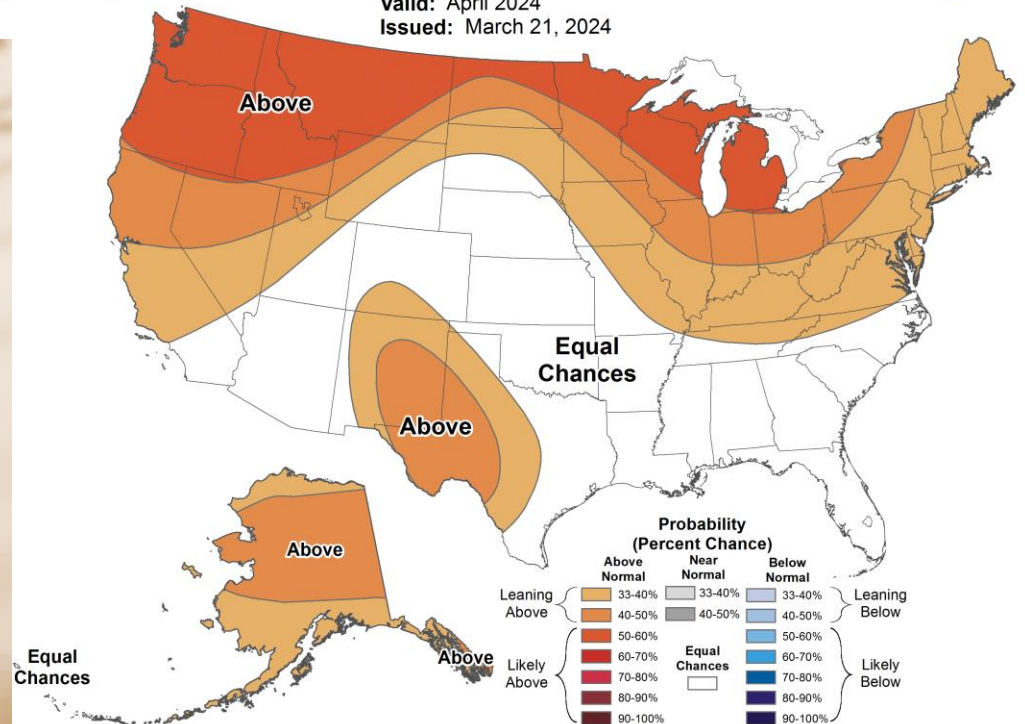 Valid: April 2024
Issued: March 21, 2024
Above
Equal
Chances
Above
Above
Above
Equal
Chances
Probability
(Percent Chance)
Above
Normal
Near
Normal
Below
Normal
Leaning
Above
33-40%
33-40%
33-40%
Leaning
Below
40-50%
40-50%
40-50%
Likely
Above
50-60%
Equal
Chances
50-60%
Likely
Below
60-70%
60-70%
70-80%
70-80%
80-90%
80-90%
90-100%
90-100%